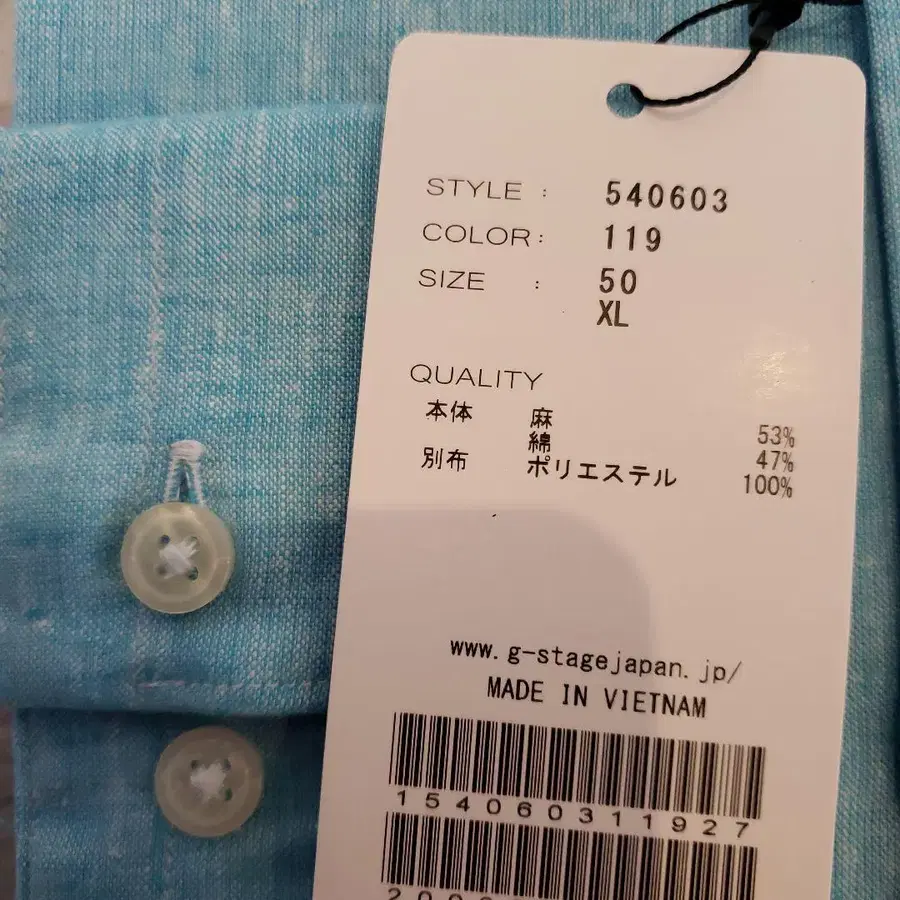 STYLE : 540603
COLOR : 119
SIZE : 50
XL
QUALITY
本体 麻 53%
綿 47%
別布 ポリエステル 100%
www.g-stagejapan.jp/
MADE IN VIETNAM
154060311927